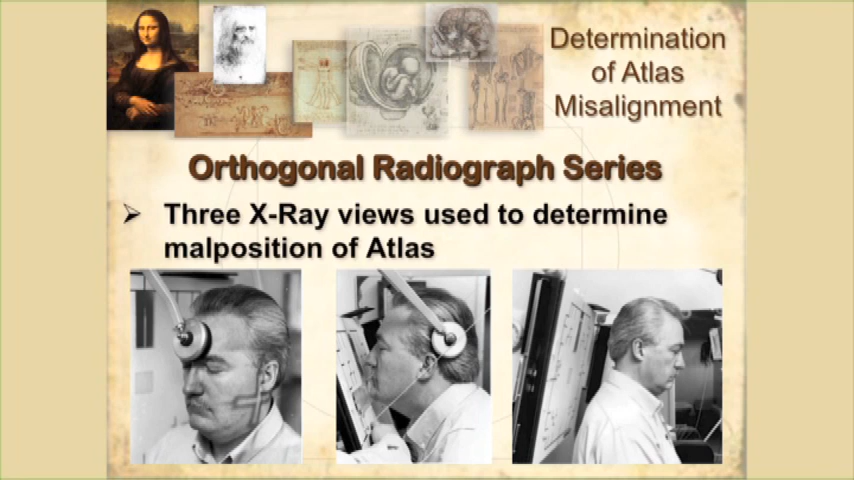 Determination
of Atlas
Misalignment
Orthogonal Radiograph Series
➢ Three X-Ray views used to determine
malposition of Atlas